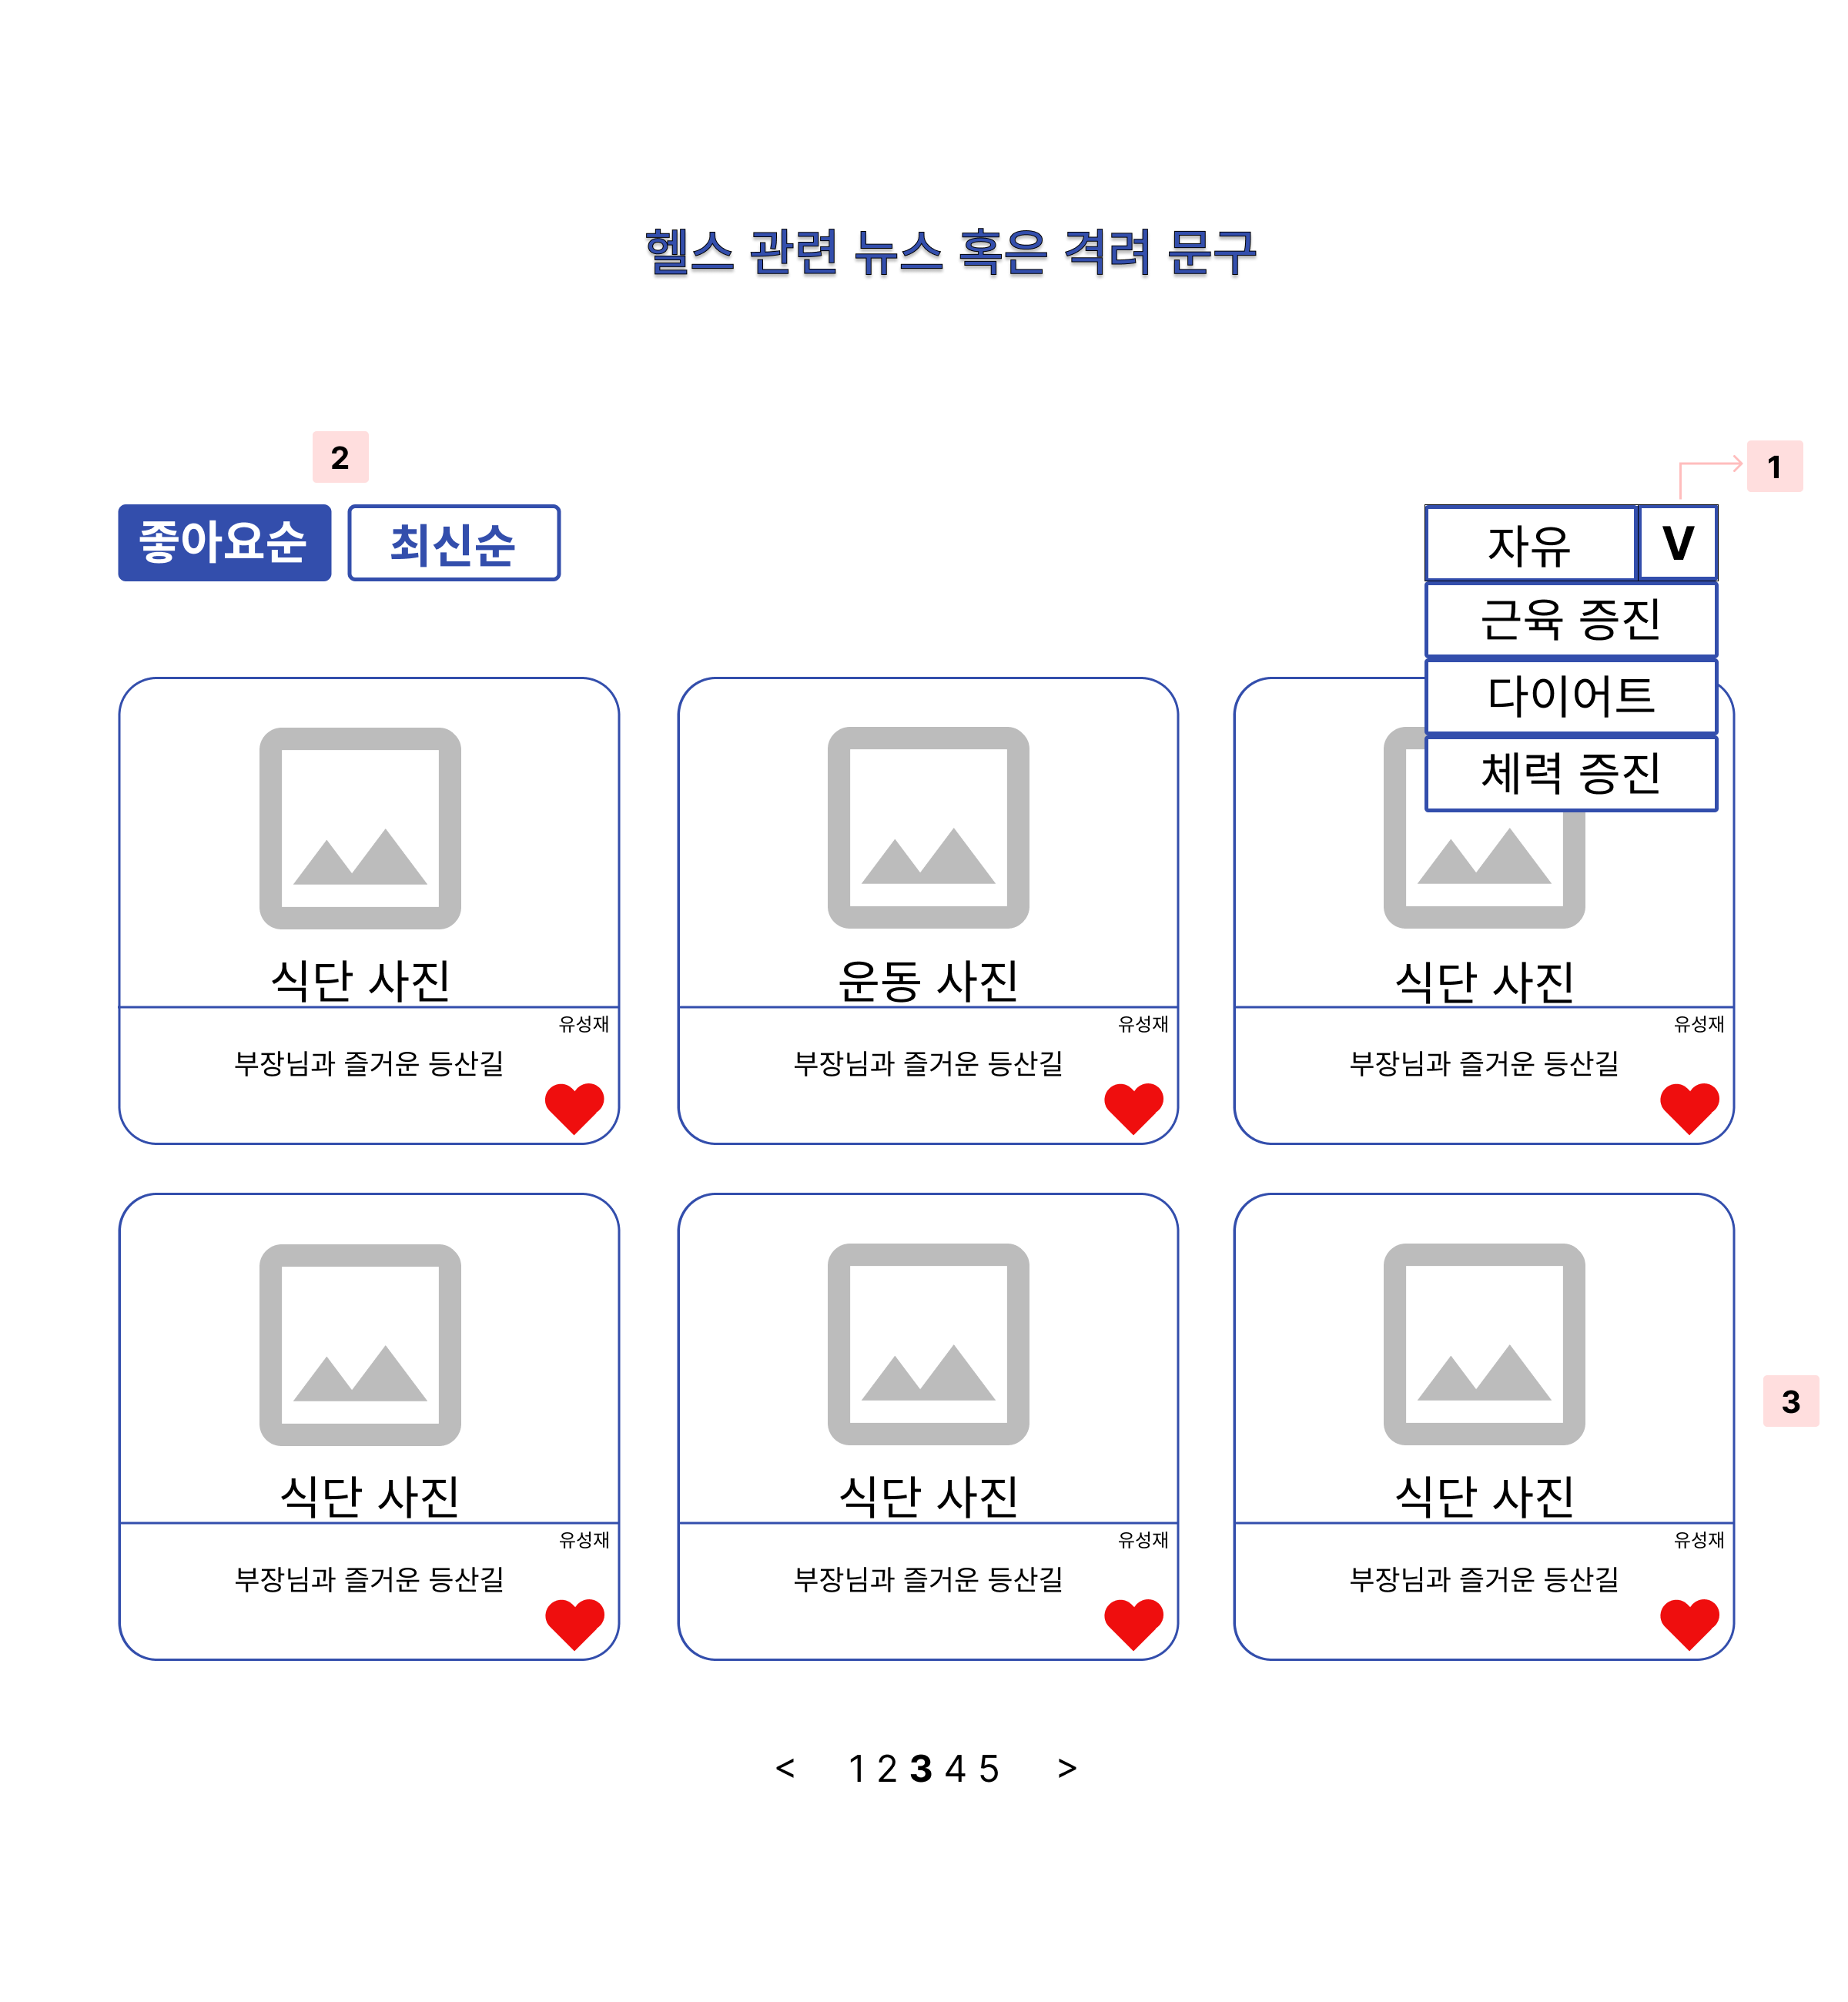 헬스 관련 뉴스 혹은 격려 문구
2
1
좋아요순
최신순
자유
V
근육 증진
다이어트
체력 증진
식단 사진
유성재
부장님과 즐거운 등산길
운동 사진
유성재
부장님과 즐거운 등산길
식단 사진
유성재
부장님과 즐거운 등산길
3
식단 사진
유성재
부장님과 즐거운 등산길
식단 사진
유성재
부장님과 즐거운 등산길
식단 사진
유성재
부장님과 즐거운 등산길
< 1 2 3 4 5 >